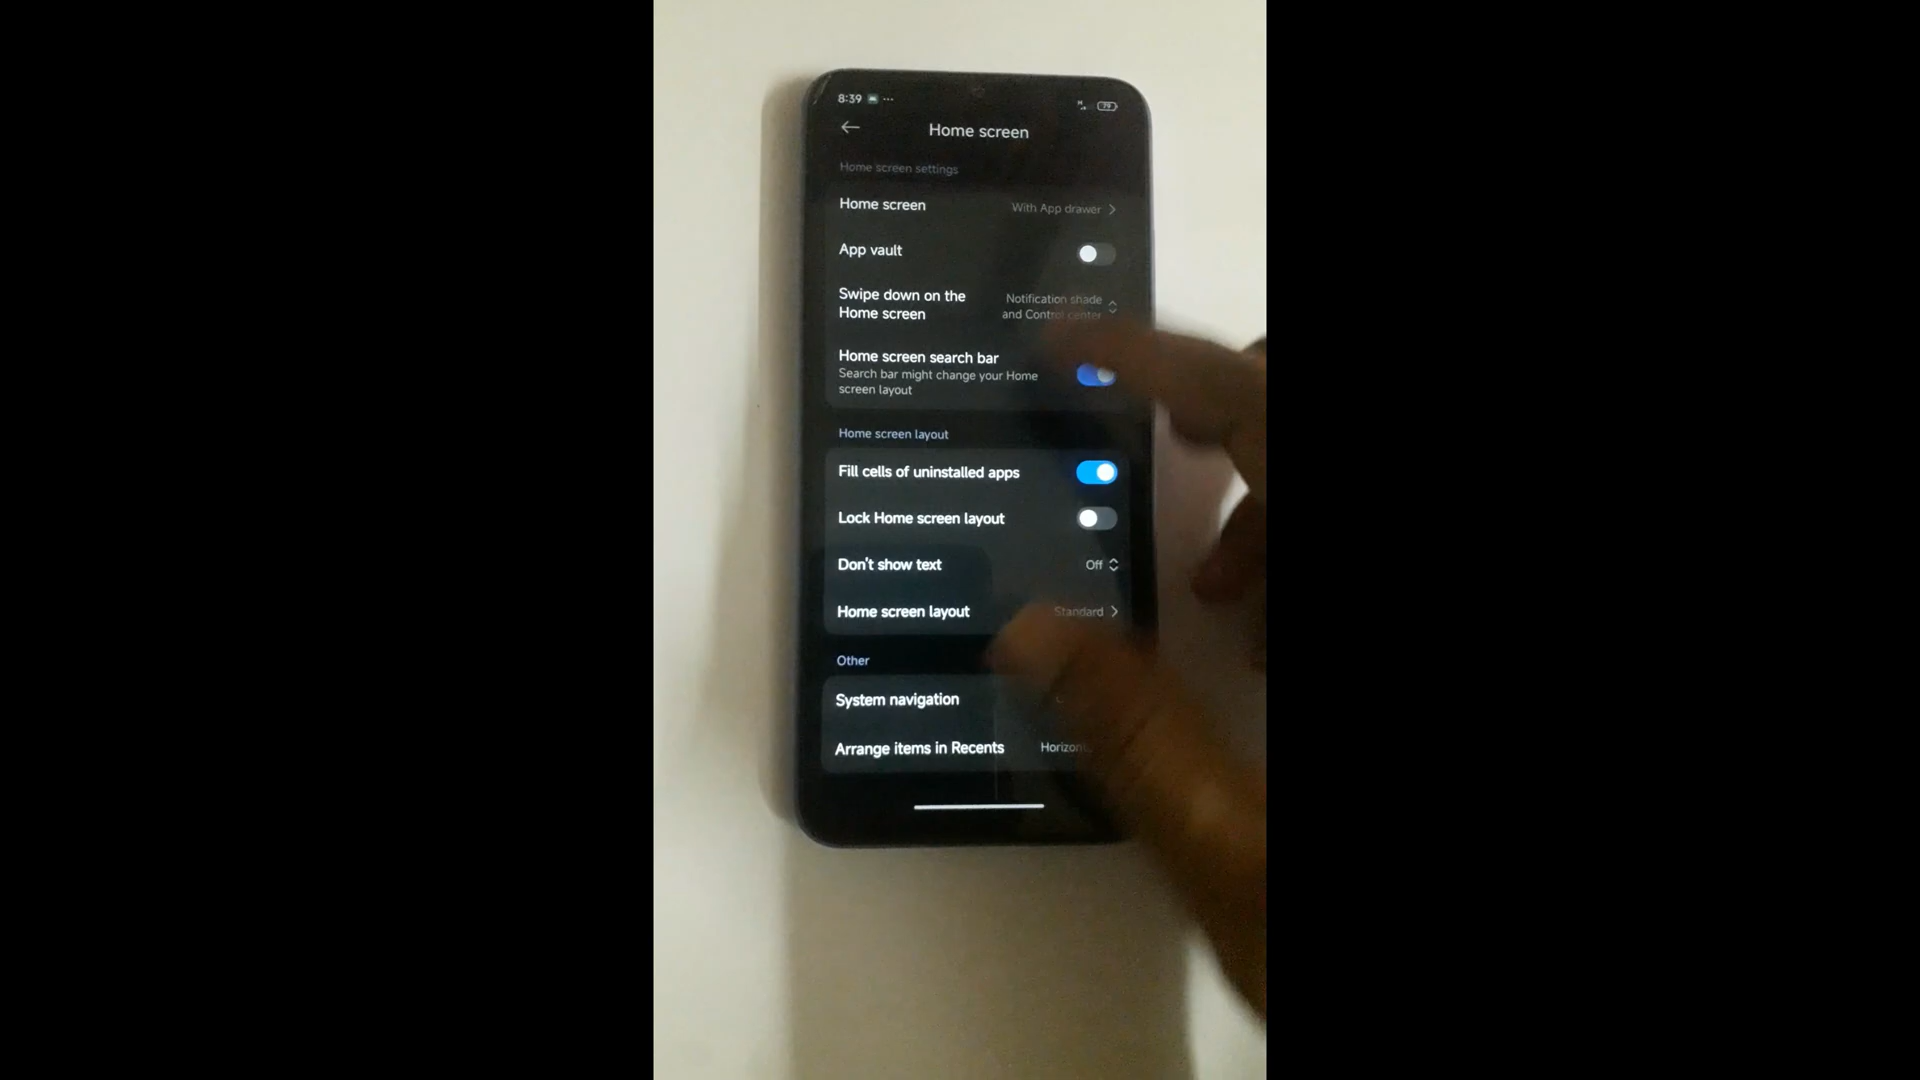 8:39 ... 79
Home screen
Home screen settings
Home screen With App drawer
App vault
Swipe down on the Notification shade
Home screen and Control center
Home screen search bar
Search bar might change your Home
screen layout
Home screen layout
Fill cells of uninstalled apps
Lock Home screen layout
Don't show text Off
Home screen layout Standard
Other
System navigation
Arrange items in Recents Horizon